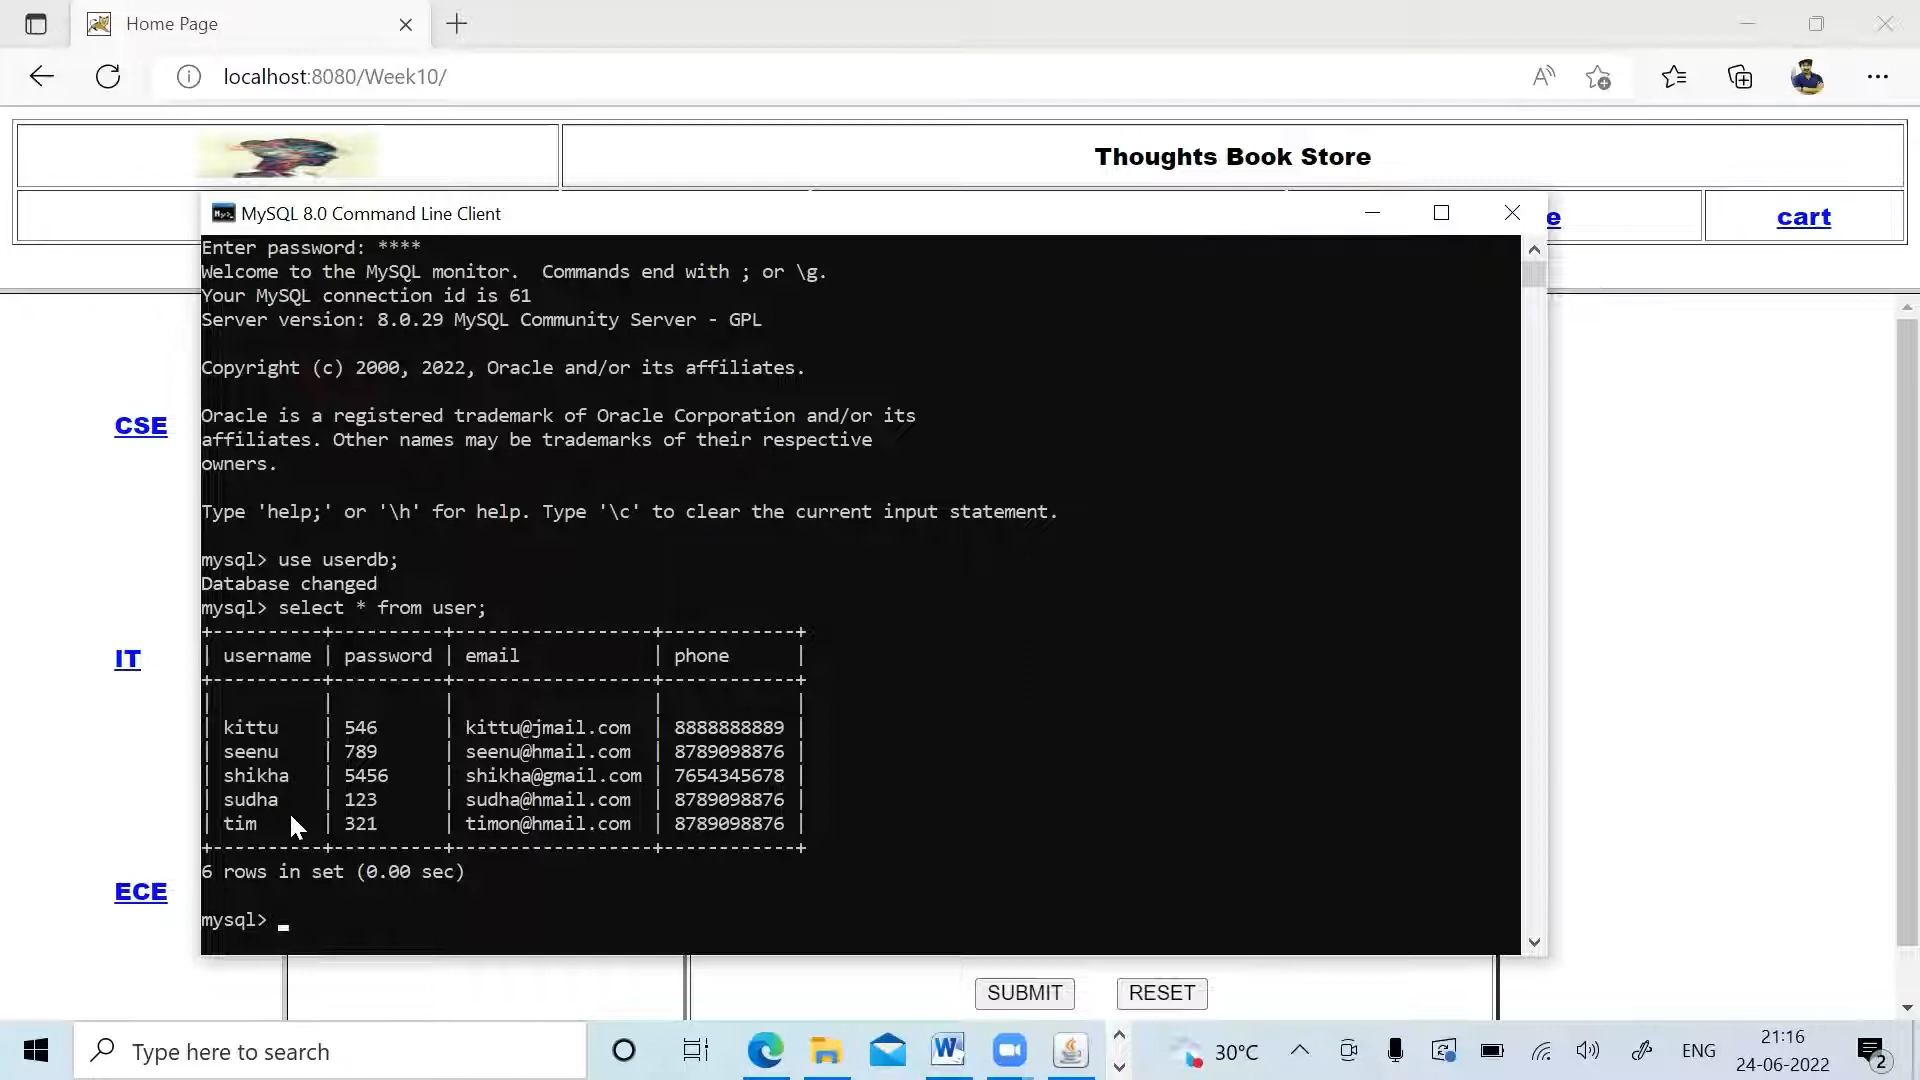 Home Page
localhost:8080/Week10/
Thoughts Book Store
e
cart
MySQL 8.0 Command Line Client
Enter password: ****
Welcome to the MySQL monitor.  Commands end with ; or \g.
Your MySQL connection id is 61
Server version: 8.0.29 MySQL Community Server - GPL
Copyright (c) 2000, 2022, Oracle and/or its affiliates.
Oracle is a registered trademark of Oracle Corporation and/or its
affiliates. Other names may be trademarks of their respective
owners.
Type 'help;' or '\h' for help. Type '\c' to clear the current input statement.
mysql> use userdb;
Database changed
mysql> select * from user;
+----------+----------+------------------+------------+
| username | password | email            | phone      |
+----------+----------+------------------+------------+
|          |          |                  |            |
| kittu    | 546      | kittu@jmail.com  | 8888888889 |
| seenu    | 789      | seenu@hmail.com  | 8789098876 |
| shikha   | 5456     | shikha@gmail.com | 7654345678 |
| sudha    | 123      | sudha@hmail.com  | 8789098876 |
| tim      | 321      | timon@hmail.com  | 8789098876 |
+----------+----------+------------------+------------+
6 rows in set (0.00 sec)
mysql>
CSE
IT
ECE
SUBMIT RESET
Type here to search
30°C
ENG
21:16
24-06-2022
2